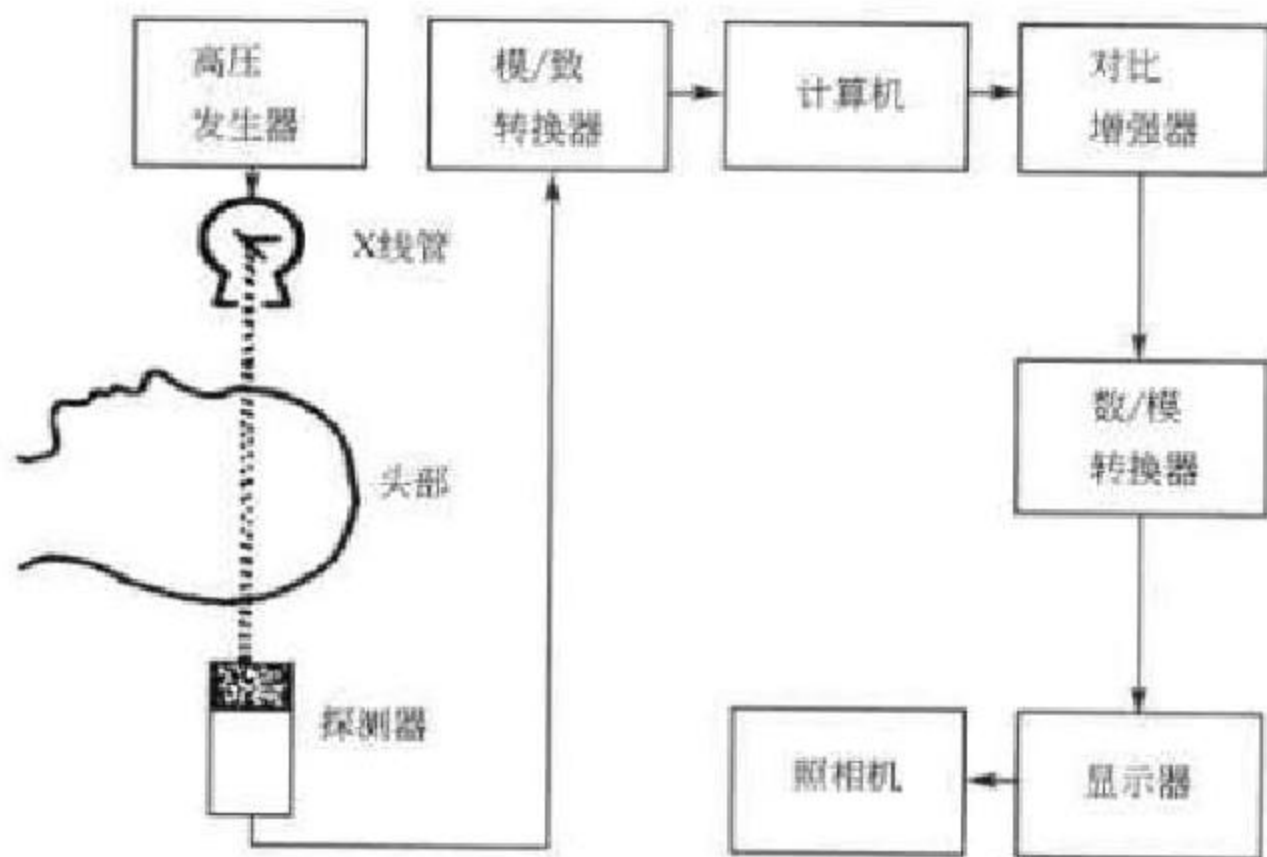 高压
发生器
模/致
转换器
计算机
对比
增强器
X线管
数/模
转换器
头部
探测器
照相机
显示器